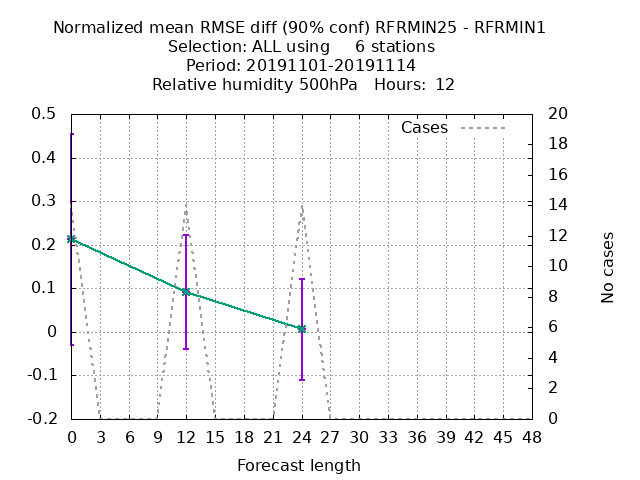 Normalized mean RMSE diff (90% conf) RFRMIN25 - RFRMIN1
Selection: ALL using     6 stations
Period: 20191101-20191114
Relative humidity 500hPa   Hours:  12
0.5
0.4
0.3
0.2
0.1
0
-0.1
-0.2
Cases
20
18
16
14
12
10
8
6
4
2
0
No cases
0 3 6 9 12 15 18 21 24 27 30 33 36 39 42 45 48
Forecast length